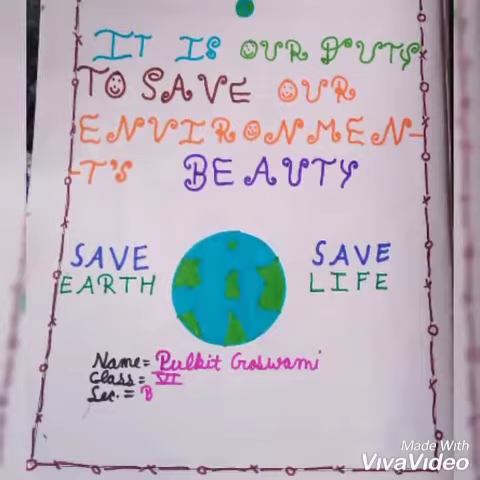 IT IS OUR DUTY
TO SAVE OUR
ENVIRONMEN-
-T'S BEAUTY
SAVE SAVE
EARTH LIFE
Name = Pulkit Goswami
Class = VI
Sec. = B
Made With
VivaVideo